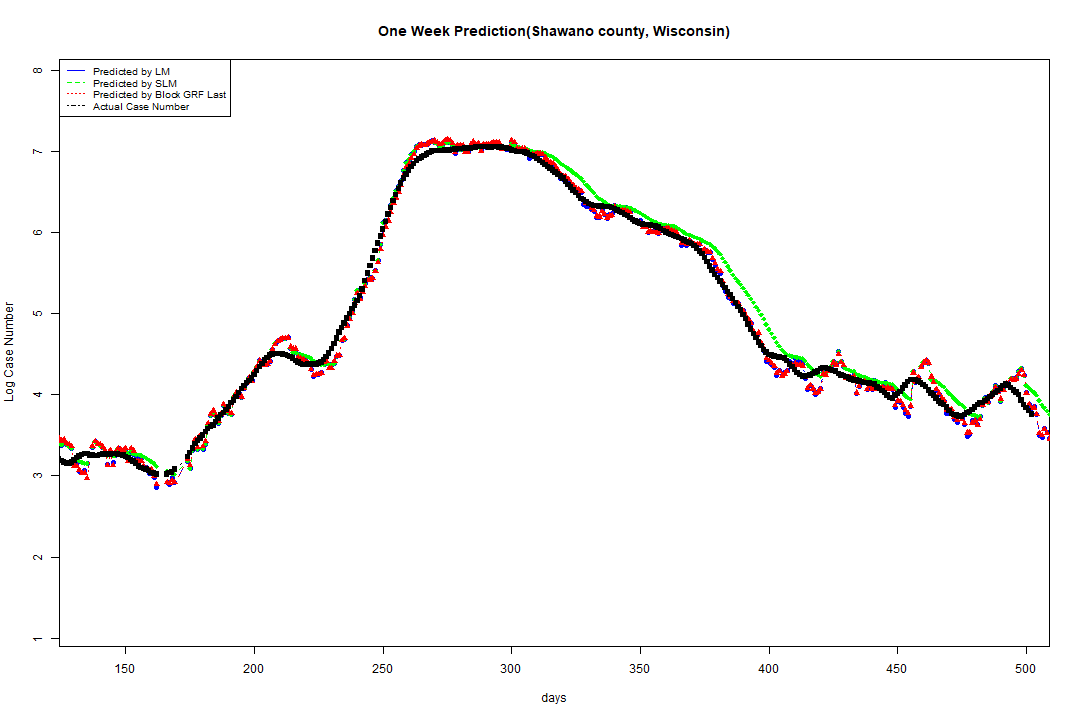 One Week Prediction(Shawano county, Wisconsin)
Predicted by LM
Predicted by SLM
Predicted by Block GRF Last
Actual Case Number
Log Case Number
8
7
6
5
4
3
2
1
150 200 250 300 350 400 450 500
days